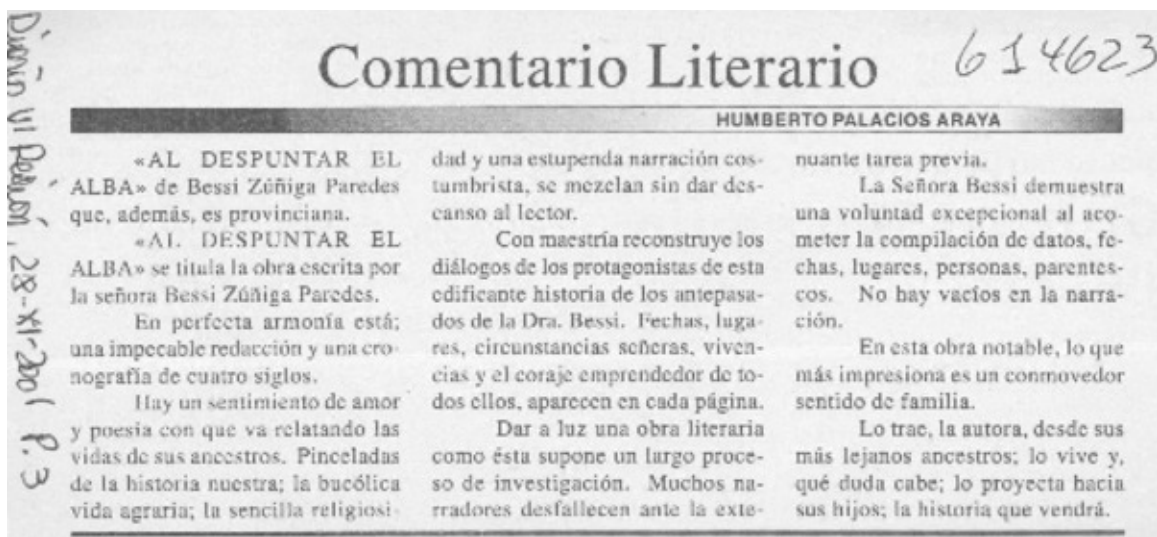 Comentario Literario
614623
HUMBERTO PALACIOS ARAYA
«AL DESPUNTAR EL
ALBA» de Bessi Zúñiga Paredes
que, además, es provinciana.
«AL DESPUNTAR EL
ALBA» se titula la obra escrita por
la señora Bessi Zúñiga Paredes.
En perfecta armonía está;
una impecable redacción y una cro-
nografía de cuatro siglos.
Hay un sentimiento de amor
y poesía con que va relatando las
vidas de sus ancestros. Pinceladas
de la historia nuestra; la bucólica
vida agraria; la sencilla religiosi-
dad y una estupenda narración cos-
tumbrista, se mezclan sin dar des-
canso al lector.
Con maestría reconstruye los
diálogos de los protagonistas de esta
edificante historia de los antepasa-
dos de la Dra. Bessi. Fechas, luga-
res, circunstancias señeras, viven-
cias y el coraje emprendedor de to-
dos ellos, aparecen en cada página.
Dar a luz una obra literaria
como ésta supone un largo proce-
so de investigación. Muchos na-
rradores desfallecen ante la exte-
nuante tarea previa.
La Señora Bessi demuestra
una voluntad excepcional al aco-
meter la compilación de datos, fe-
chas, lugares, personas, parentes-
cos. No hay vacíos en la narra-
ción.
En esta obra notable, lo que
más impresiona es un conmovedor
sentido de familia.
Lo trae, la autora, desde sus
más lejanos ancestros; lo vive y,
qué duda cabe; lo proyecta hacia
sus hijos; la historia que vendrá.
Diario VI Región, 28-XI-2001 P. 3